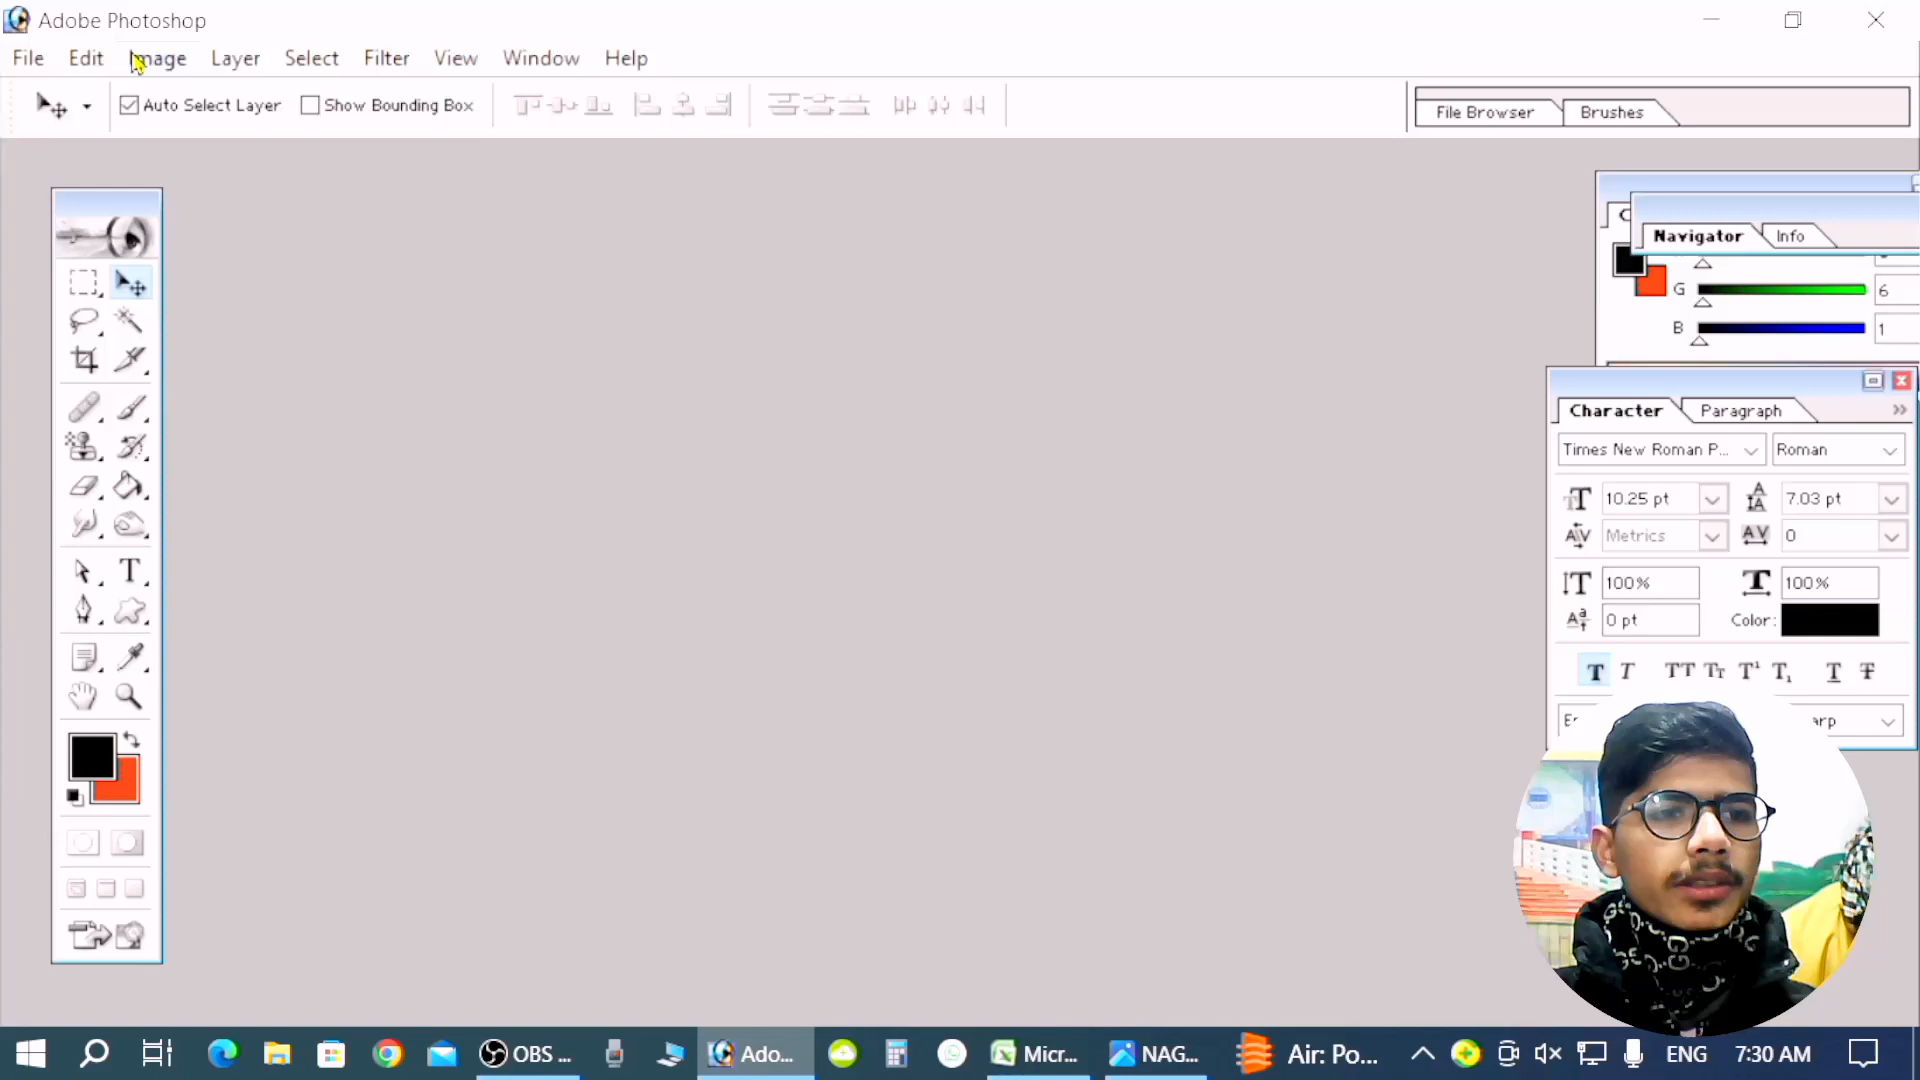 Adobe Photoshop
File Edit Image Layer Select Filter View Window Help
Auto Select Layer Show Bounding Box
File Browser Brushes
Navigator Info
G 6
B 1
Character Paragraph
Times New Roman P... Roman
10.25 pt 7.03 pt
Metrics 0
100% 100%
0 pt Color:
OBS ...
Ado...
Micr...
NAG...
Air: Po...
ENG
7:30 AM